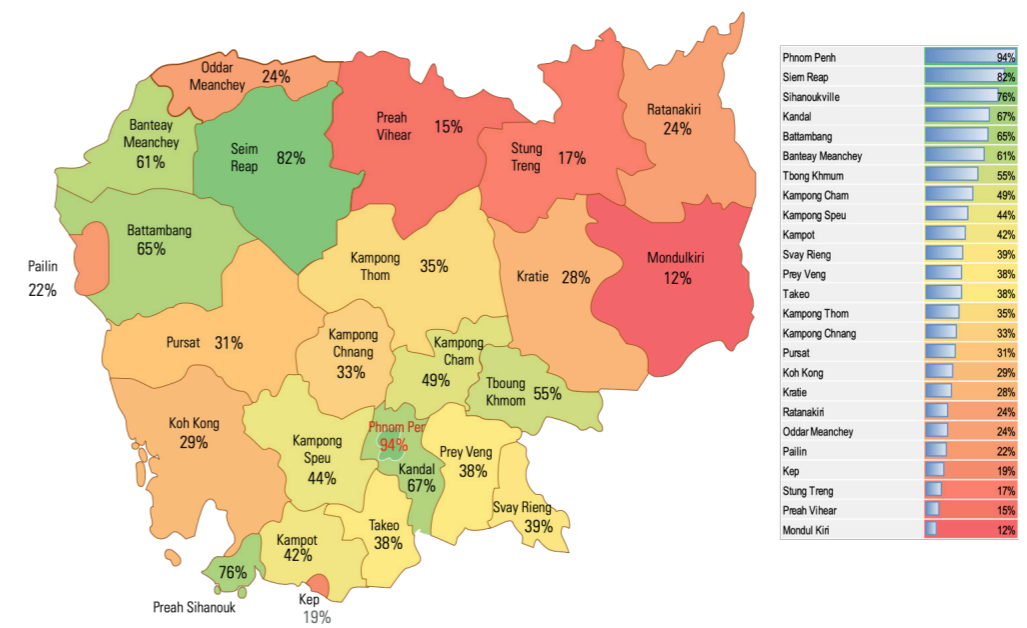 Oddar
Meanchey 24%
Banteay
Meanchey
61%
Seim
Reap 82%
Preah
Vihear 15%
Stung
Treng 17%
Ratanakiri
24%
Battambang
65%
Pailin
22%
Kampong
Thom 35%
Kratie 28%
Mondulkiri
12%
Pursat 31%
Kampong
Chnang
33%
Kampong
Cham
49%
Tboung
Khmom 55%
Koh Kong
29%
Kampong
Speu
44%
Phnom Pen
94%
Kandal
67%
Prey Veng
38%
Svay Rieng
39%
Takeo
38%
Kampot
42%
76%
Preah Sihanouk
Kep
19%
Phnom Penh 94%
Siem Reap 82%
Sihanoukville 76%
Kandal 67%
Battambang 65%
Banteay Meanchey 61%
Tbong Khmum 55%
Kampong Cham 49%
Kampong Speu 44%
Kampot 42%
Svay Rieng 39%
Prey Veng 38%
Takeo 38%
Kampong Thom 35%
Kampong Chnang 33%
Pursat 31%
Koh Kong 29%
Kratie 28%
Ratanakiri 24%
Oddar Meanchey 24%
Pailin 22%
Kep 19%
Stung Treng 17%
Preah Vihear 15%
Mondul Kiri 12%